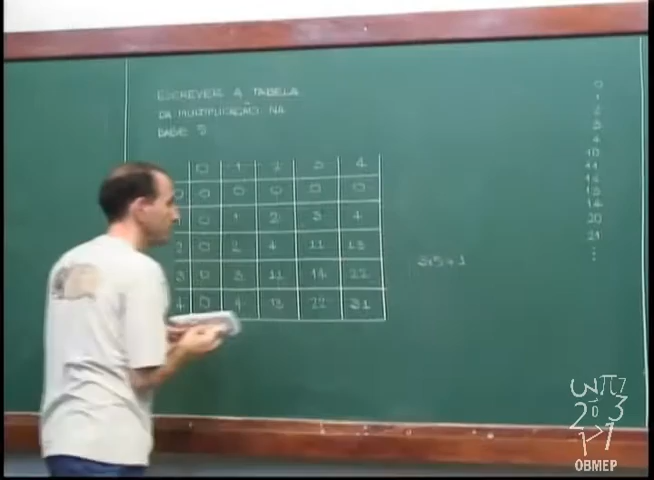 ESCREVER A TABELA
DA MULTIPLICAÇÃO NA
BASE 5
0 1 2 3 4
0 0 0 0 0 0
0 1 2 3 4
2 0 2 4 11 13
3 0 3 11 14 22
4 0 4 13 22 31
3.5+1
0
1
2
3
4
10
11
12
13
14
20
21
...
OBMEP